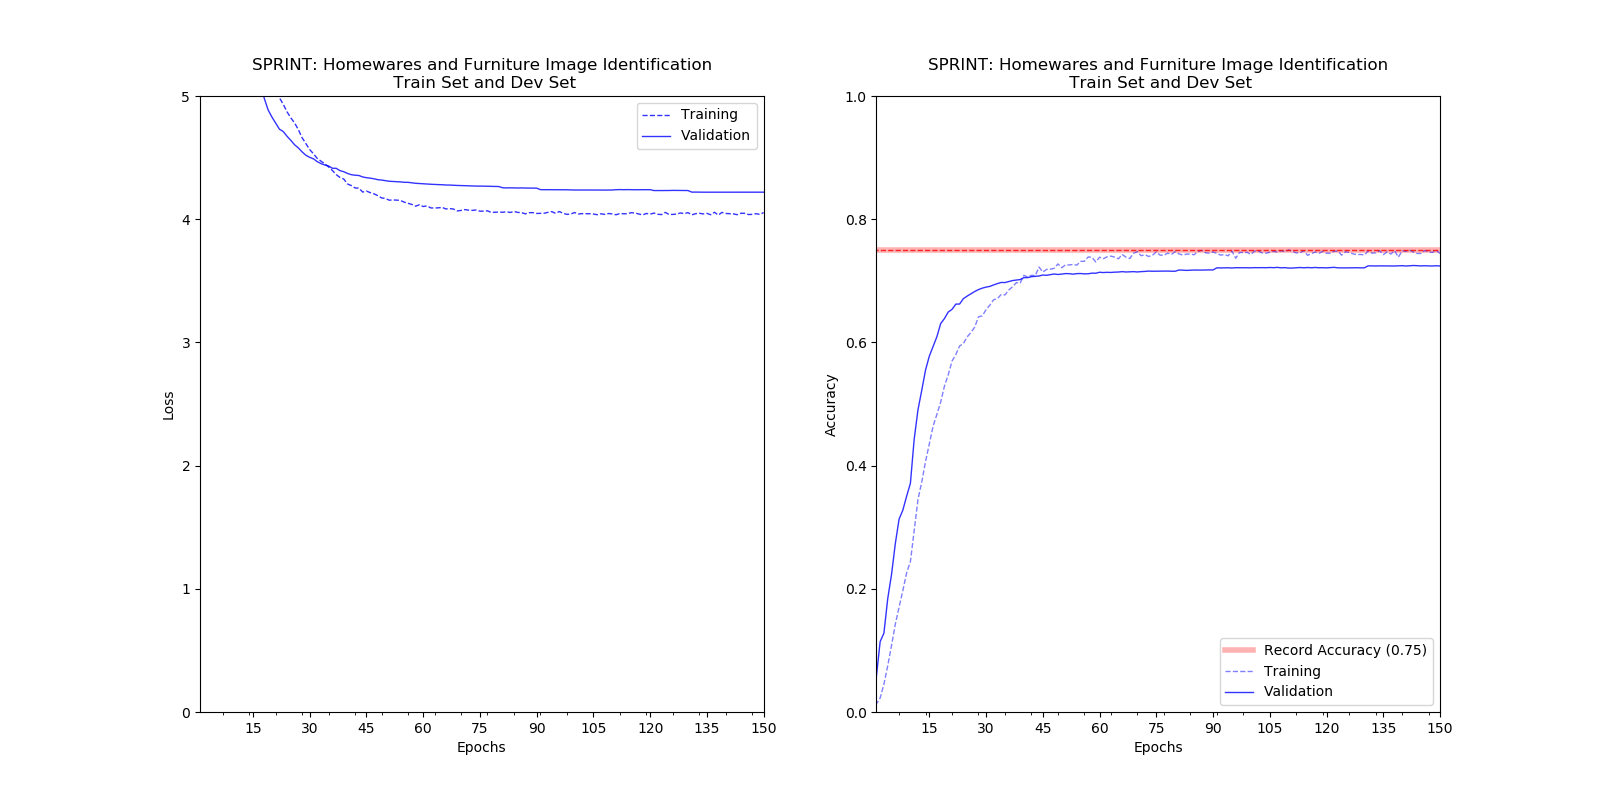 SPRINT: Homewares and Furniture Image Identification
Train Set and Dev Set
5
4
3
2
1
0
Loss
Training
Validation
15 30 45 60 75 90 105 120 135 150
Epochs
SPRINT: Homewares and Furniture Image Identification
Train Set and Dev Set
1.0
0.8
0.6
0.4
0.2
0.0
Accuracy
Record Accuracy (0.75)
Training
Validation
15 30 45 60 75 90 105 120 135 150
Epochs